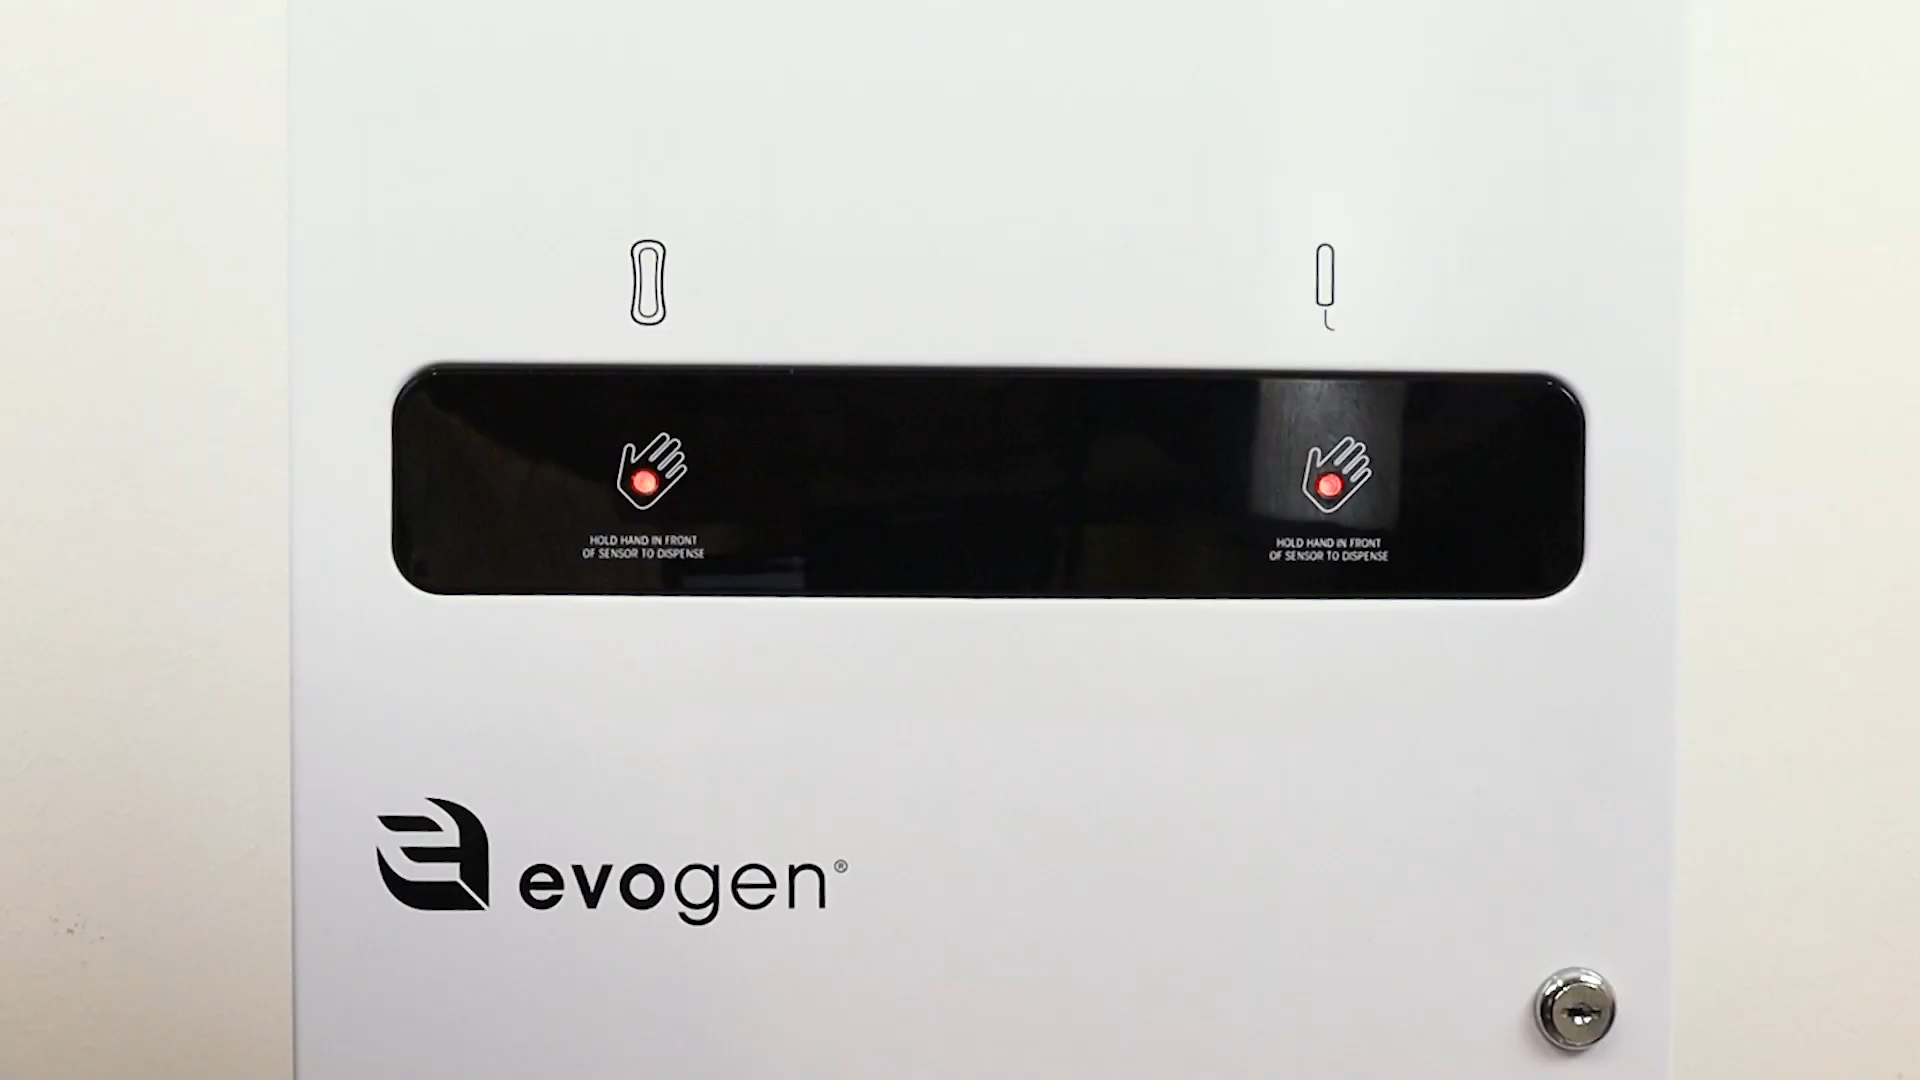 HOLD HAND IN FRONT
OF SENSOR TO DISPENSE
HOLD HAND IN FRONT
OF SENSOR TO DISPENSE
evogen®